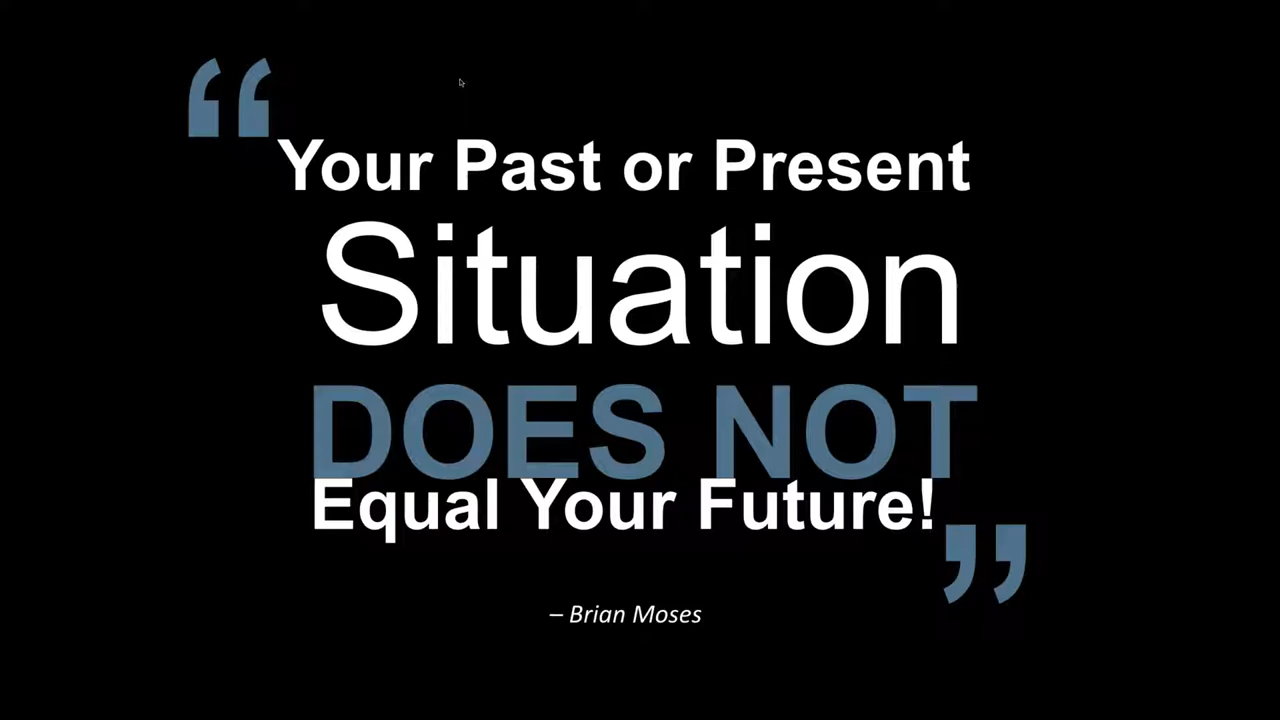 “
Your Past or Present
Situation
DOES NOT
Equal Your Future!
”
– Brian Moses